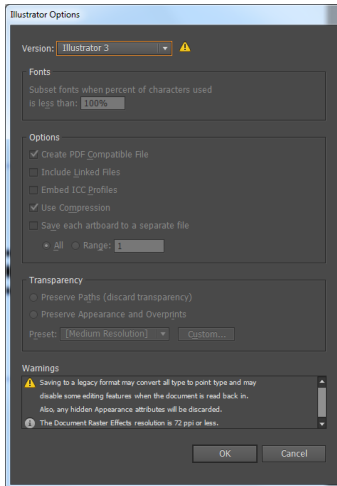 Illustrator Options
Version: Illustrator 3
Fonts
Subset fonts when percent of characters used
is less than: 100%
Options
Create PDF Compatible File
Include Linked Files
Embed ICC Profiles
Use Compression
Save each artboard to a separate file
All Range: 1
Transparency
Preserve Paths (discard transparency)
Preserve Appearance and Overprints
Preset: [Medium Resolution] Custom...
Warnings
Saving to a legacy format may convert all type to point type and may
disable some editing features when the document is read back in.
Also, any hidden Appearance attributes will be discarded.
The Document Raster Effects resolution is 72 ppi or less.
OK Cancel